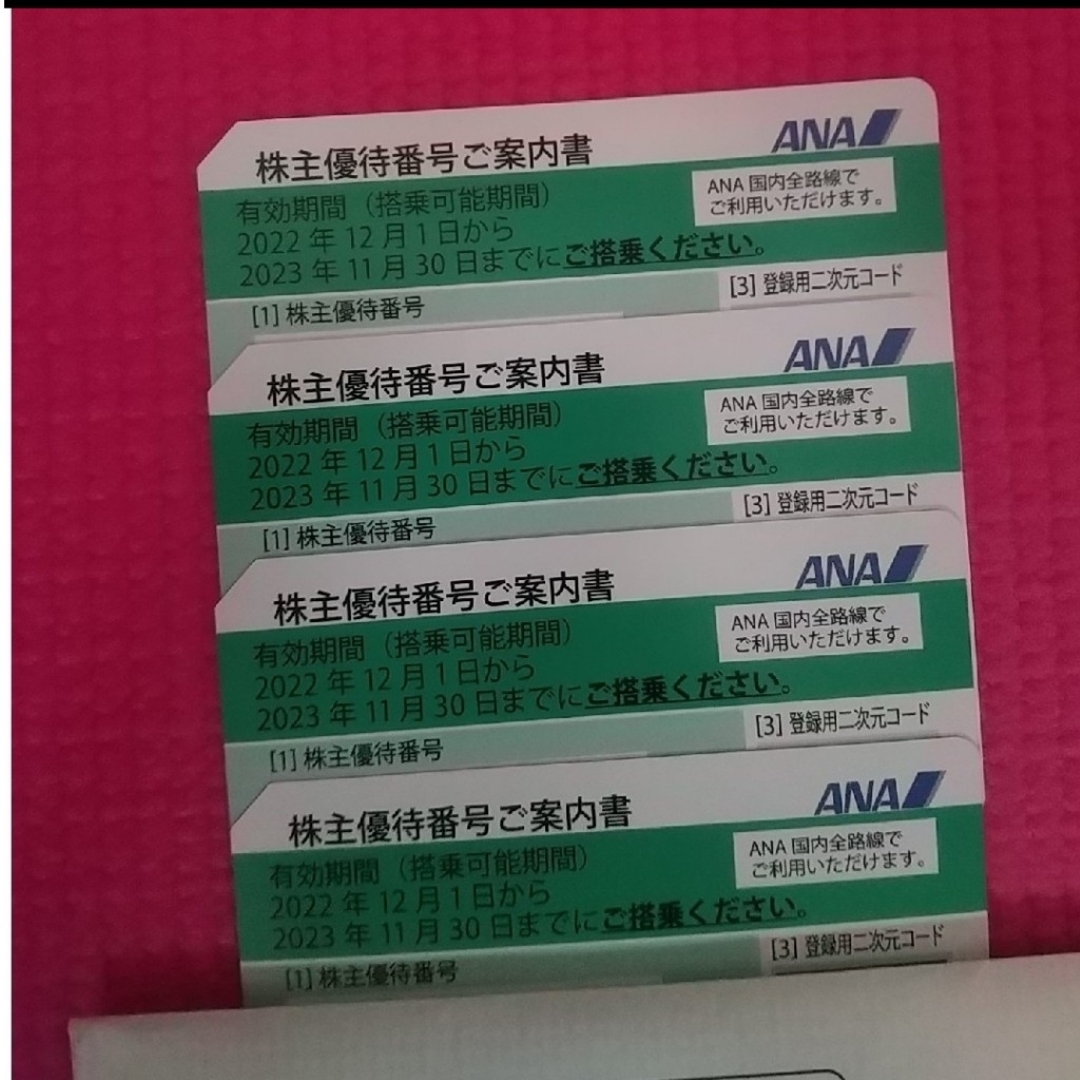 株主優待番号ご案内書
ANA
有効期間（搭乗可能期間）
2022 年 12 月 1 日から
2023 年 11 月 30 日までにご搭乗ください。
ANA 国内全路線で
ご利用いただけます。
[1] 株主優待番号
[3] 登録用二次元コード
株主優待番号ご案内書
ANA
有効期間（搭乗可能期間）
2022 年 12 月 1 日から
2023 年 11 月 30 日までにご搭乗ください。
ANA 国内全路線で
ご利用いただけます。
[1] 株主優待番号
[3] 登録用二次元コード
株主優待番号ご案内書
ANA
有効期間（搭乗可能期間）
2022 年 12 月 1 日から
2023 年 11 月 30 日までにご搭乗ください。
ANA 国内全路線で
ご利用いただけます。
[1] 株主優待番号
[3] 登録用二次元コード
株主優待番号ご案内書
ANA
有効期間（搭乗可能期間）
2022 年 12 月 1 日から
2023 年 11 月 30 日までにご搭乗ください。
ANA 国内全路線で
ご利用いただけます。
[1] 株主優待番号
[3] 登録用二次元コード